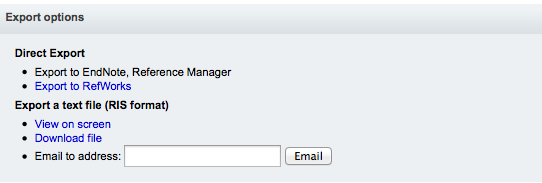 Export options
Direct Export
Export to EndNote, Reference Manager
Export to RefWorks
Export a text file (RIS format)
View on screen
Download file
Email to address: Email